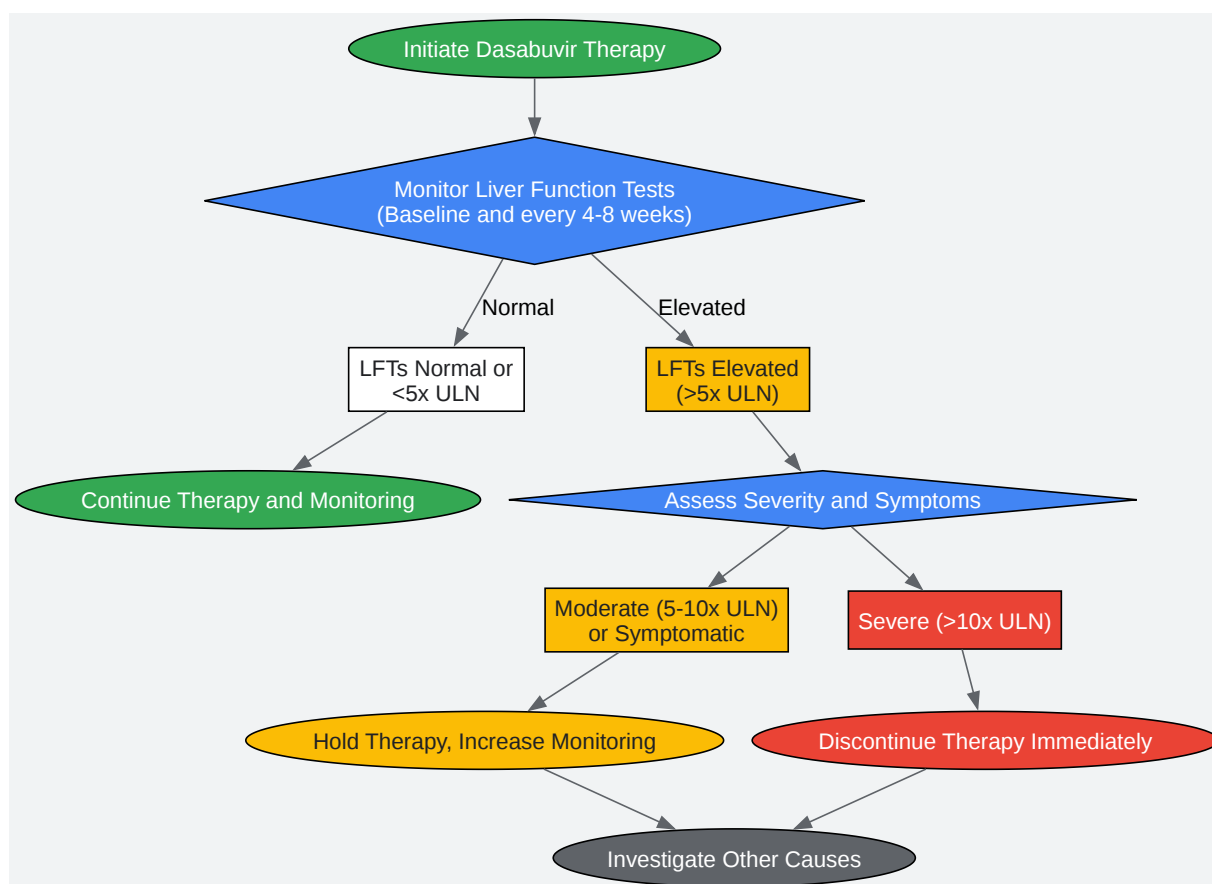 Initiate Dasabuvir Therapy
Monitor Liver Function Tests
(Baseline and every 4-8 weeks)
Normal
Elevated
LFTs Normal or
<5x ULN
LFTs Elevated
(>5x ULN)
Continue Therapy and Monitoring
Assess Severity and Symptoms
Moderate (5-10x ULN)
or Symptomatic
Severe (>10x ULN)
Hold Therapy, Increase Monitoring
Discontinue Therapy Immediately
Investigate Other Causes